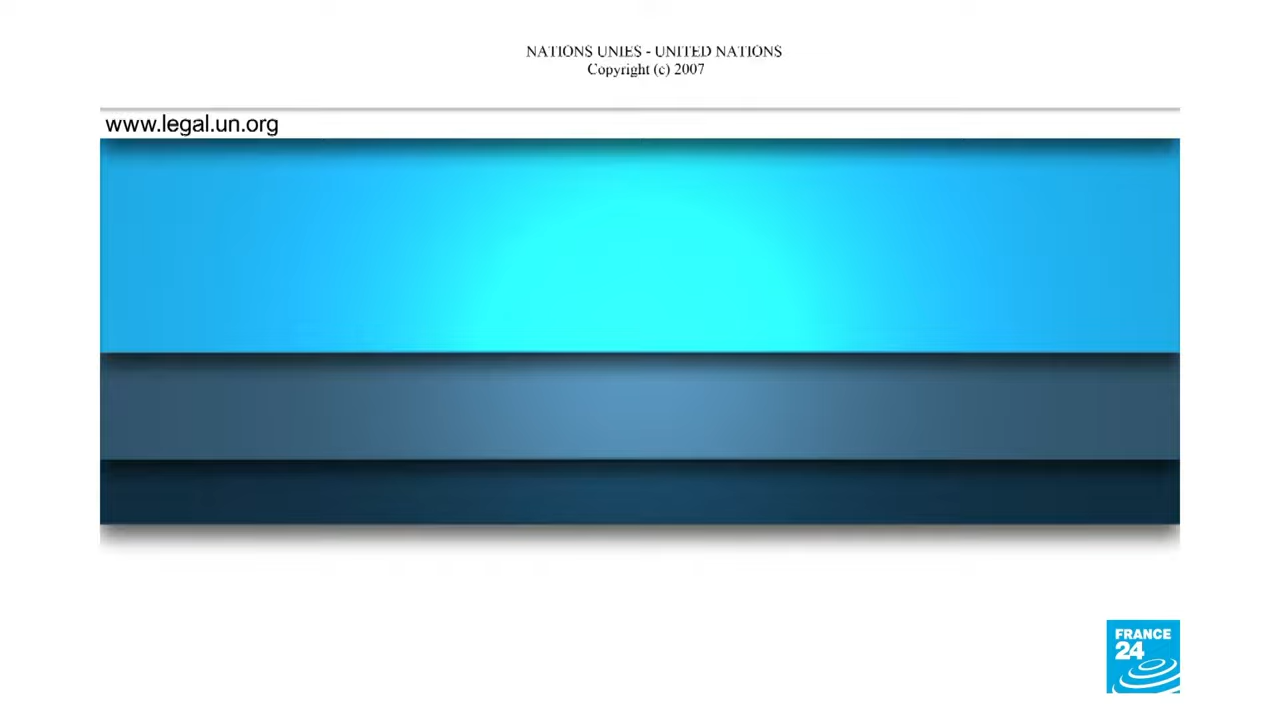 NATIONS UNIES - UNITED NATIONS
Copyright (c) 2007
www.legal.un.org
FRANCE
24